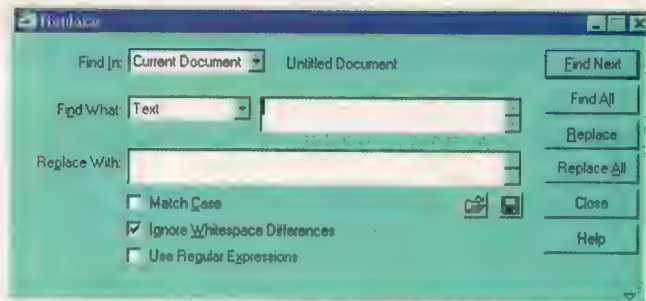 Replace
Find In: Current Document Untitled Document Find Next
Find What: Text Find All
Replace
Replace With: Replace All
Match Case Close
Ignore Whitespace Differences Help
Use Regular Expressions